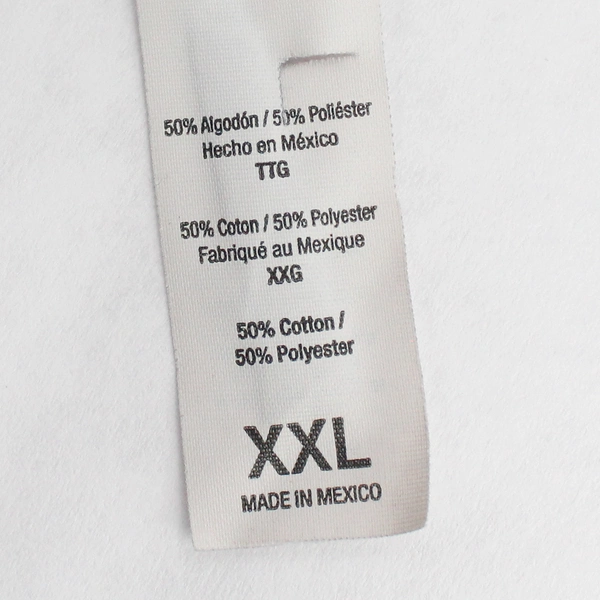 50% Algodón / 50% Poliéster
Hecho en México
TTG
50% Coton / 50% Polyester
Fabriqué au Mexique
XXG
50% Cotton /
50% Polyester
XXL
MADE IN MEXICO